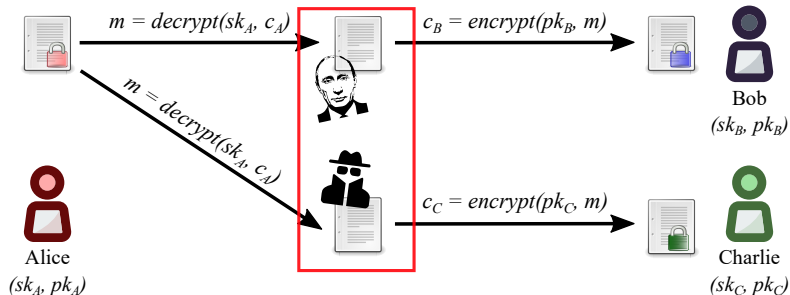 m = decrypt(sk_A, c_A)
c_B = encrypt(pk_B, m)
Bob
(sk_B, pk_B)
m = decrypt(sk_A, c_A)
c_C = encrypt(pk_C, m)
Alice
(sk_A, pk_A)
Charlie
(sk_C, pk_C)